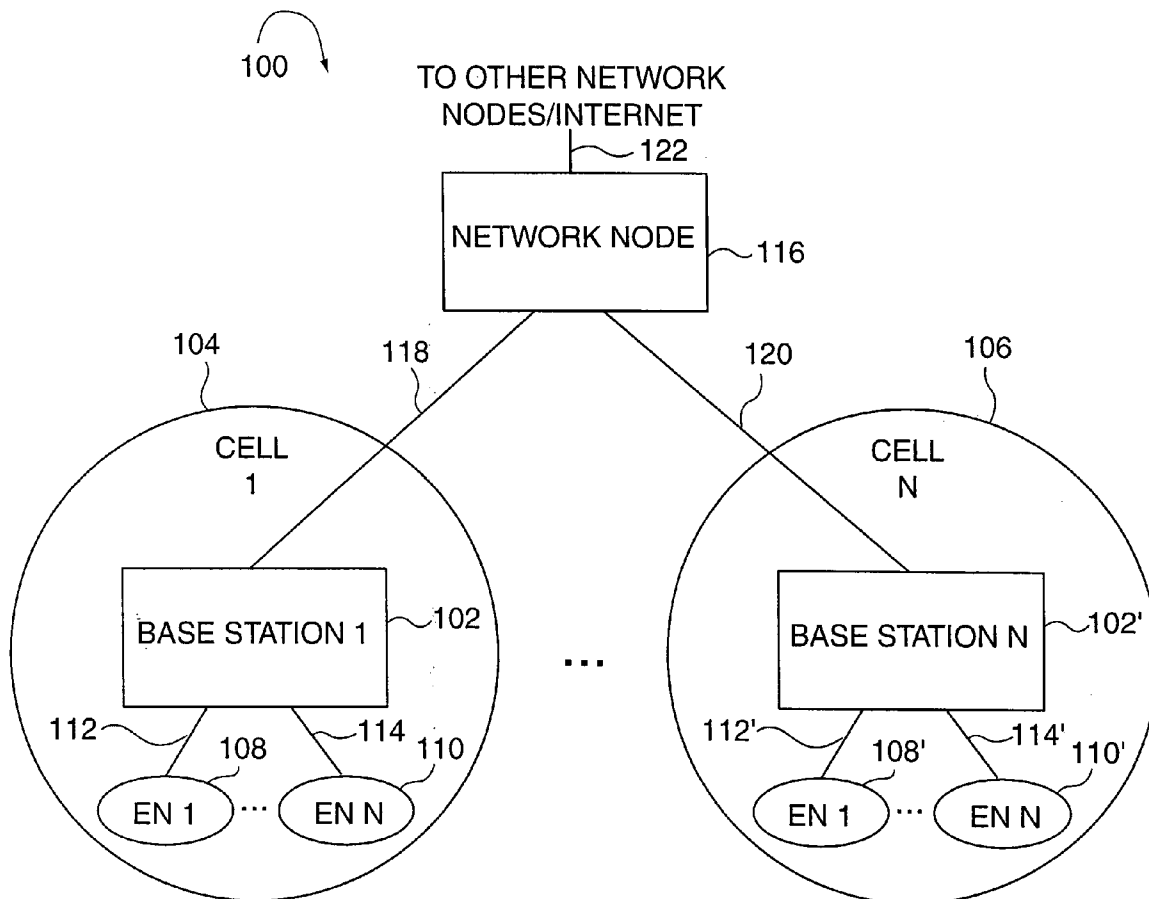 100
TO OTHER NETWORK
NODES/INTERNET
122
NETWORK NODE
116
104
118
120
106
CELL
1
CELL
N
BASE STATION 1
102
...
BASE STATION N
102'
112
108
114
110
112'
108'
114'
110'
EN 1
...
EN N
EN 1
...
EN N